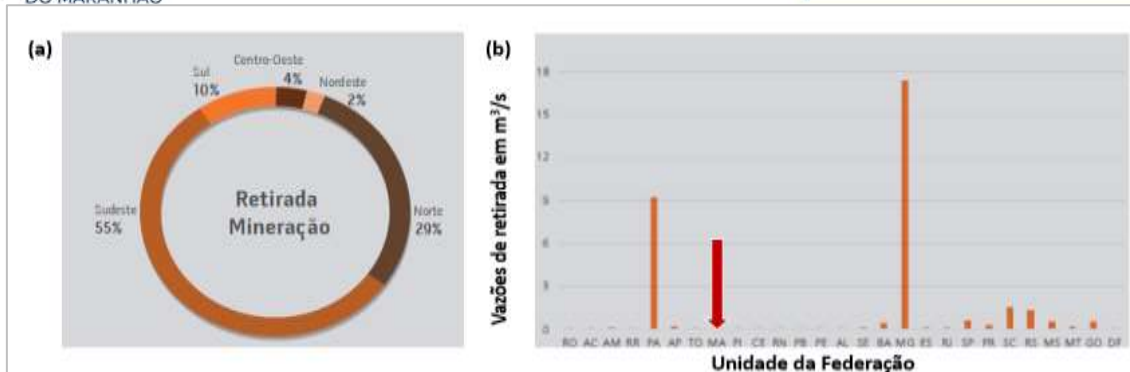 DO MARANHÃO
(a)
Centro-Oeste
4%
Sul
10%
Nordeste
2%
Retirada
Mineração
Sudeste
55%
Norte
29%
(b)
Vazões de retirada em m³/s
18
15
12
9
6
3
0
RO AC AM RR PA AP TO MA PI CE RN PB PE AL SE BA MG ES RJ SP PR SC RS MS MT GO DF
Unidade da Federação